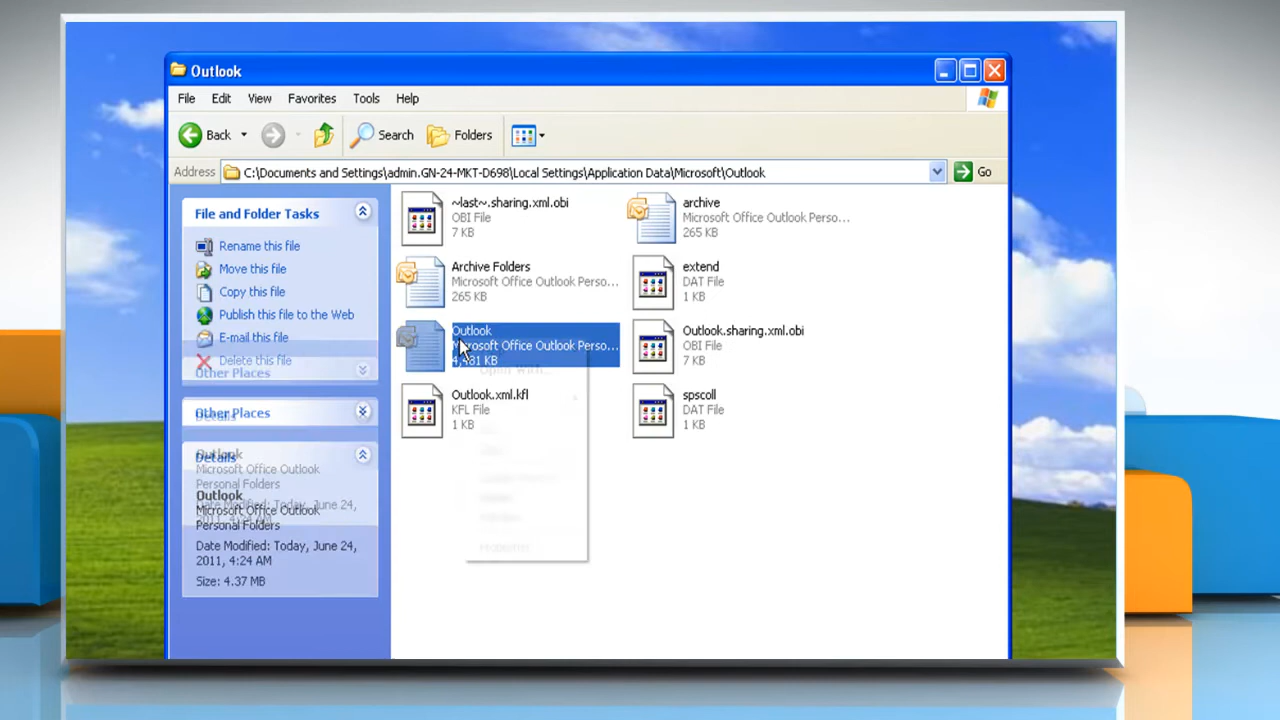 Outlook
File Edit View Favorites Tools Help
Back Search Folders
Address C:\Documents and Settings\admin.GN-24-MKT-D698\Local Settings\Application Data\Microsoft\Outlook Go
File and Folder Tasks
Rename this file
Move this file
Copy this file
Publish this file to the Web
E-mail this file
Delete this file
Other Places
Other Places
Details
Details
Outlook
Microsoft Office Outlook
Personal Folders
Date Modified: Today, June 24,
2011, 4:24 AM
Outlook
Microsoft Office Outlook
Personal Folders
Date Modified: Today, June 24,
2011, 4:24 AM
Size: 4.37 MB
~last~.sharing.xml.obi
OBI File
7 KB
archive
Microsoft Office Outlook Perso...
265 KB
Archive Folders
Microsoft Office Outlook Perso...
265 KB
extend
DAT File
1 KB
Outlook
Microsoft Office Outlook Perso...
4,481 KB
Outlook.sharing.xml.obi
OBI File
7 KB
Outlook.xml.kfl
KFL File
1 KB
spscoll
DAT File
1 KB
Open With...
Properties